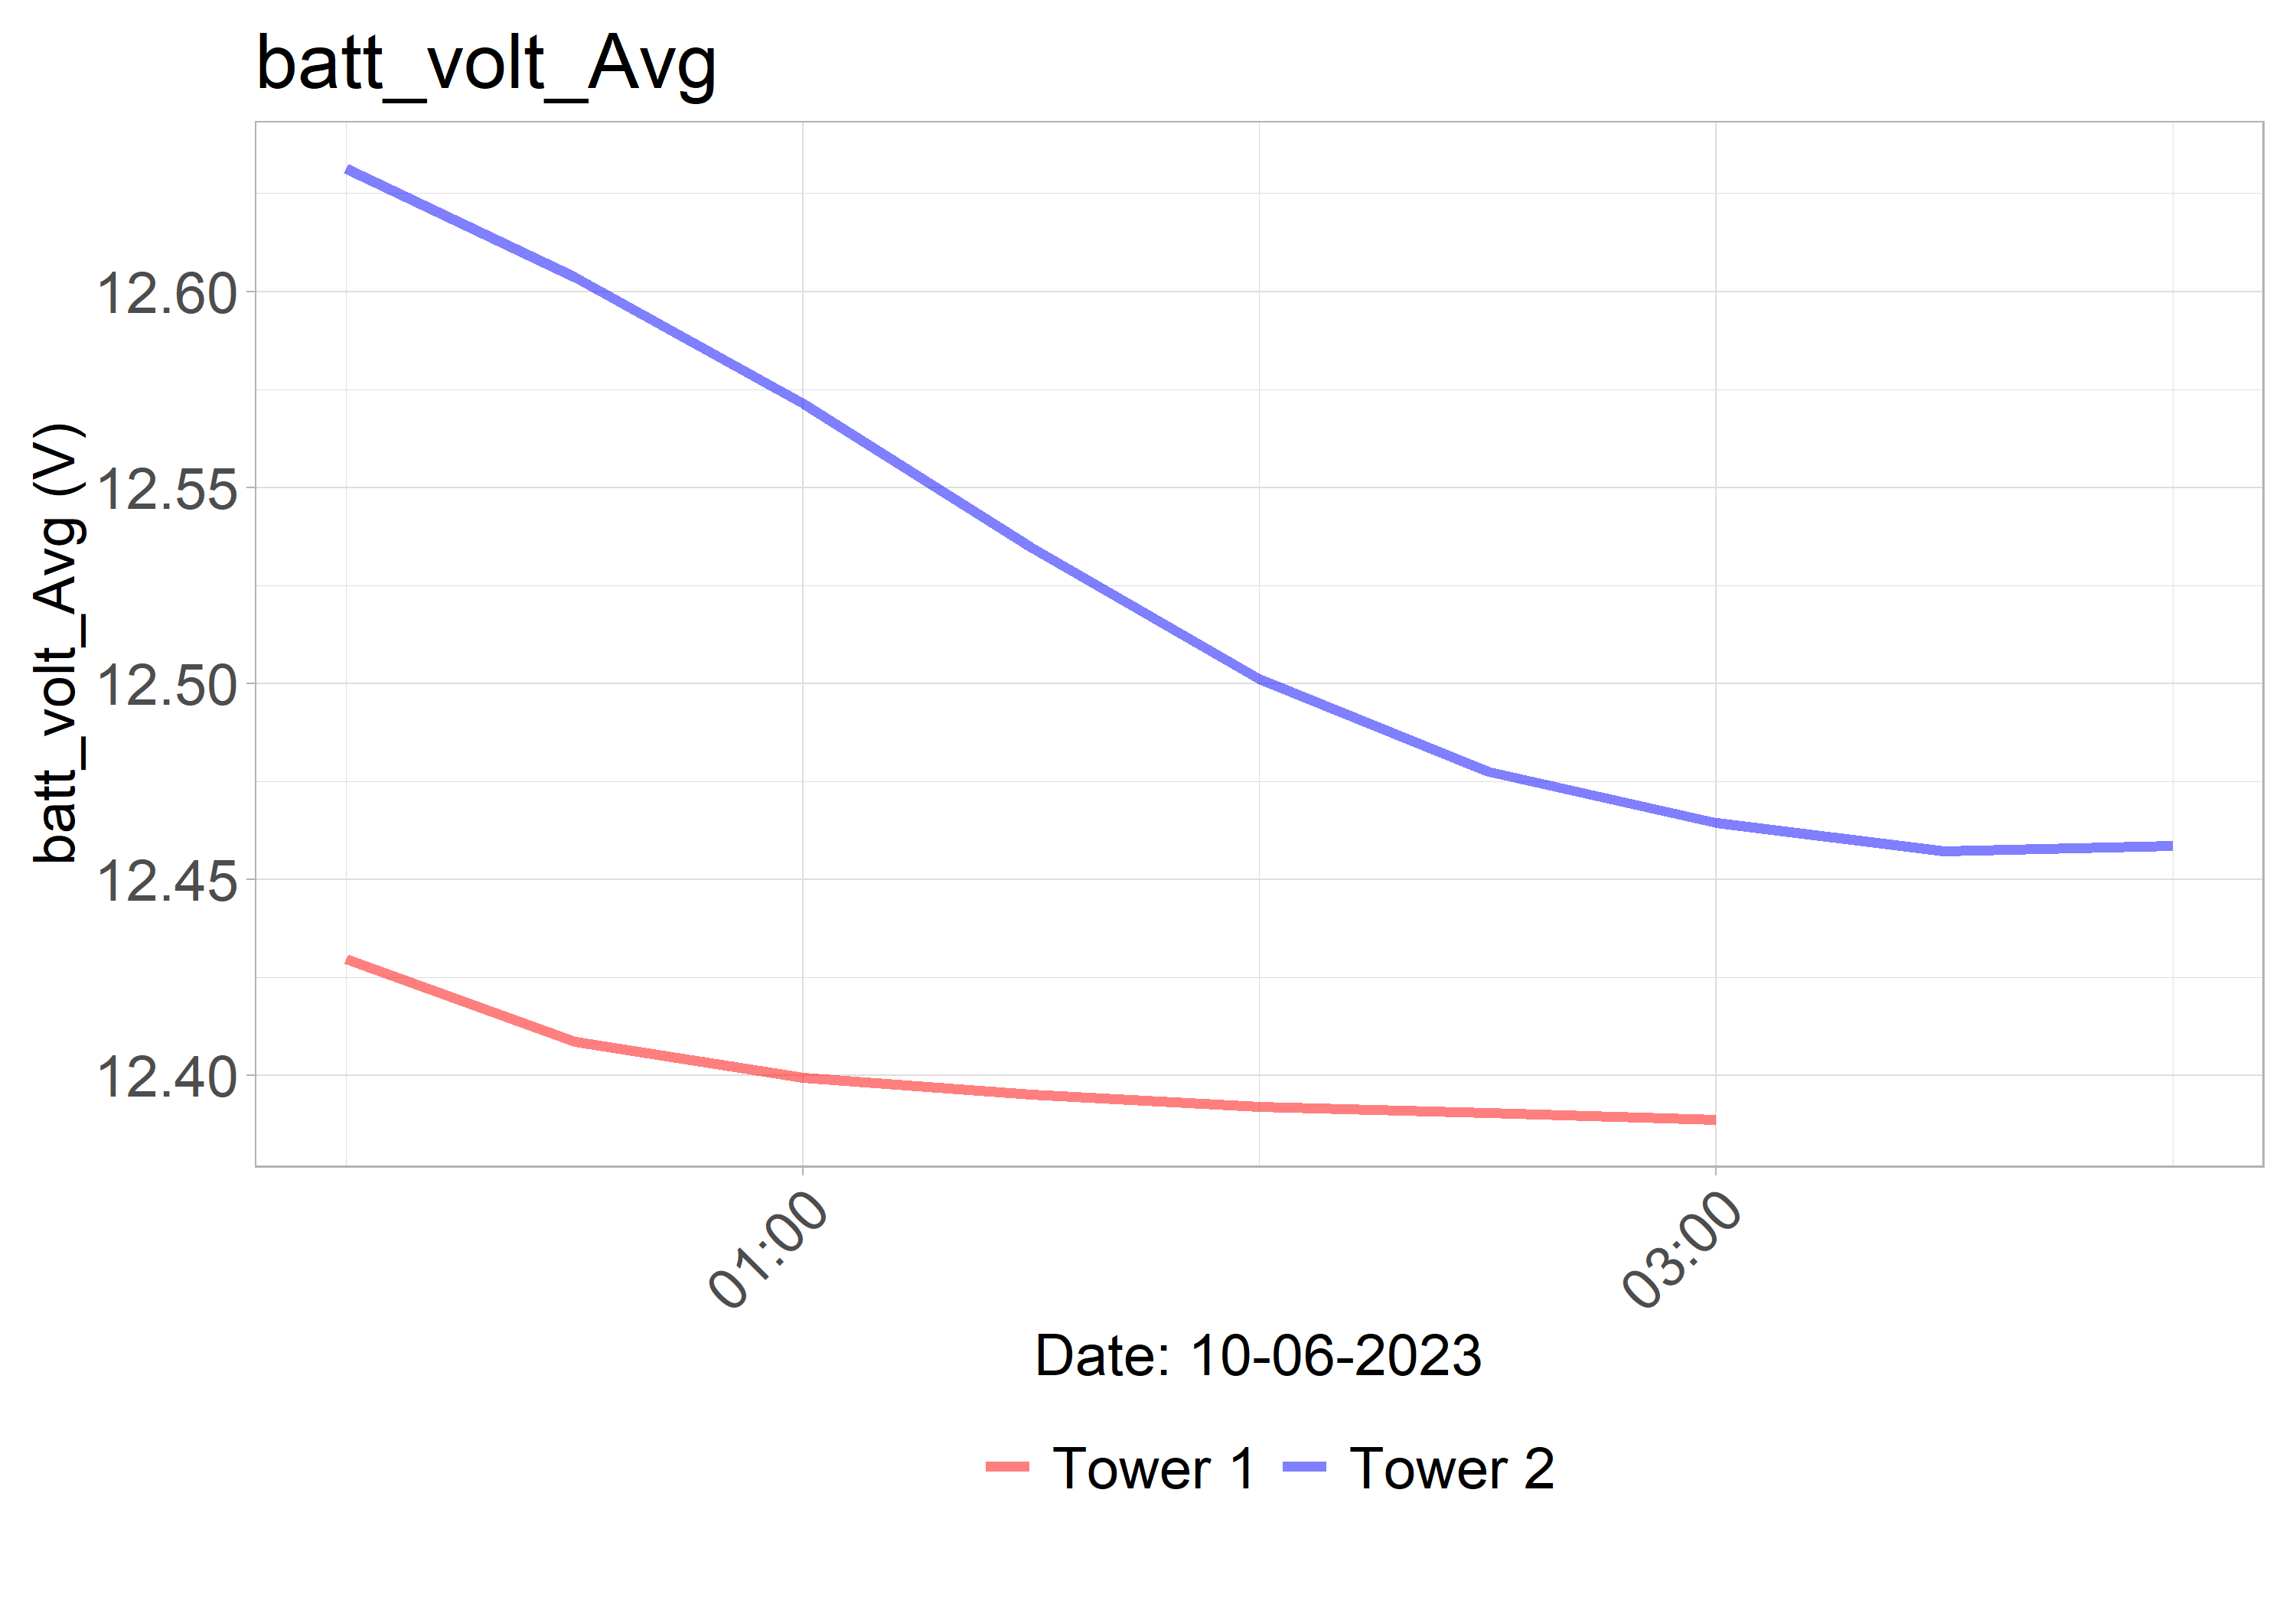 batt_volt_Avg
batt_volt_Avg (V)
12.60
12.55
12.50
12.45
12.40
01:00
03:00
Date: 10-06-2023
Tower 1
Tower 2